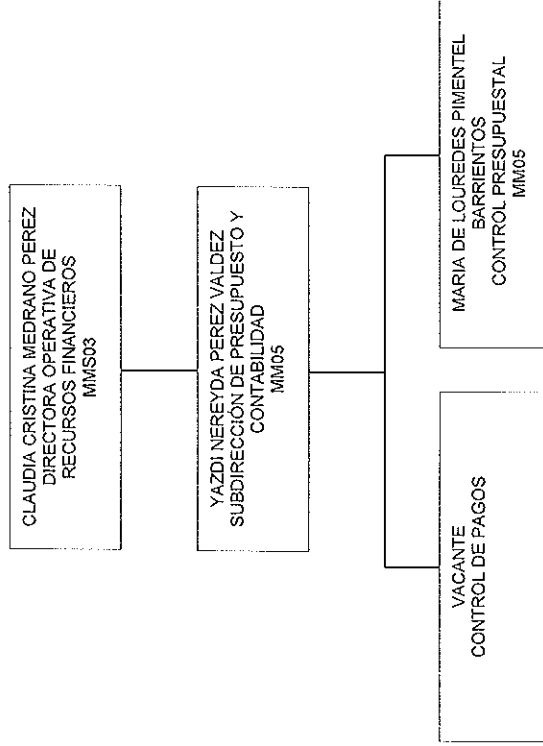 CLAUDIA CRISTINA MEDRANO PEREZ
DIRECTORA OPERATIVA DE
RECURSOS FINANCIEROS
MMS03
YAZDI NEREYDA PEREZ VALDEZ
SUBDIRECCIÓN DE PRESUPUESTO Y
CONTABILIDAD
MM05
VACANTE
CONTROL DE PAGOS
MARIA DE LOUREDES PIMENTEL
BARRIENTOS
CONTROL PRESUPUESTAL
MM05